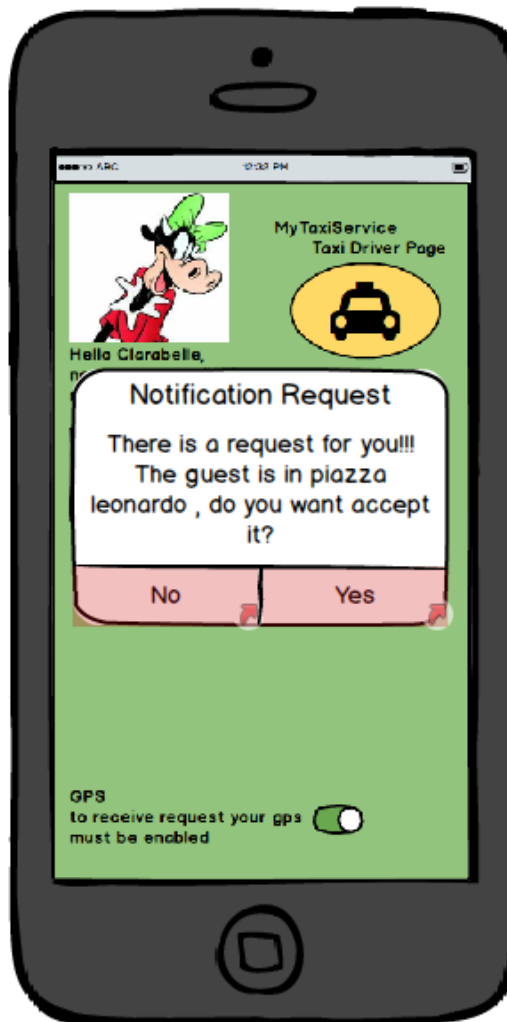 ABC 12:32 PM
MyTaxiService
Taxi Driver Page
Hello Clarabelle,
Notification Request
There is a request for you!!!
The guest is in piazza
leonardo , do you want accept
it?
No Yes
GPS
to receive request your gps
must be enabled